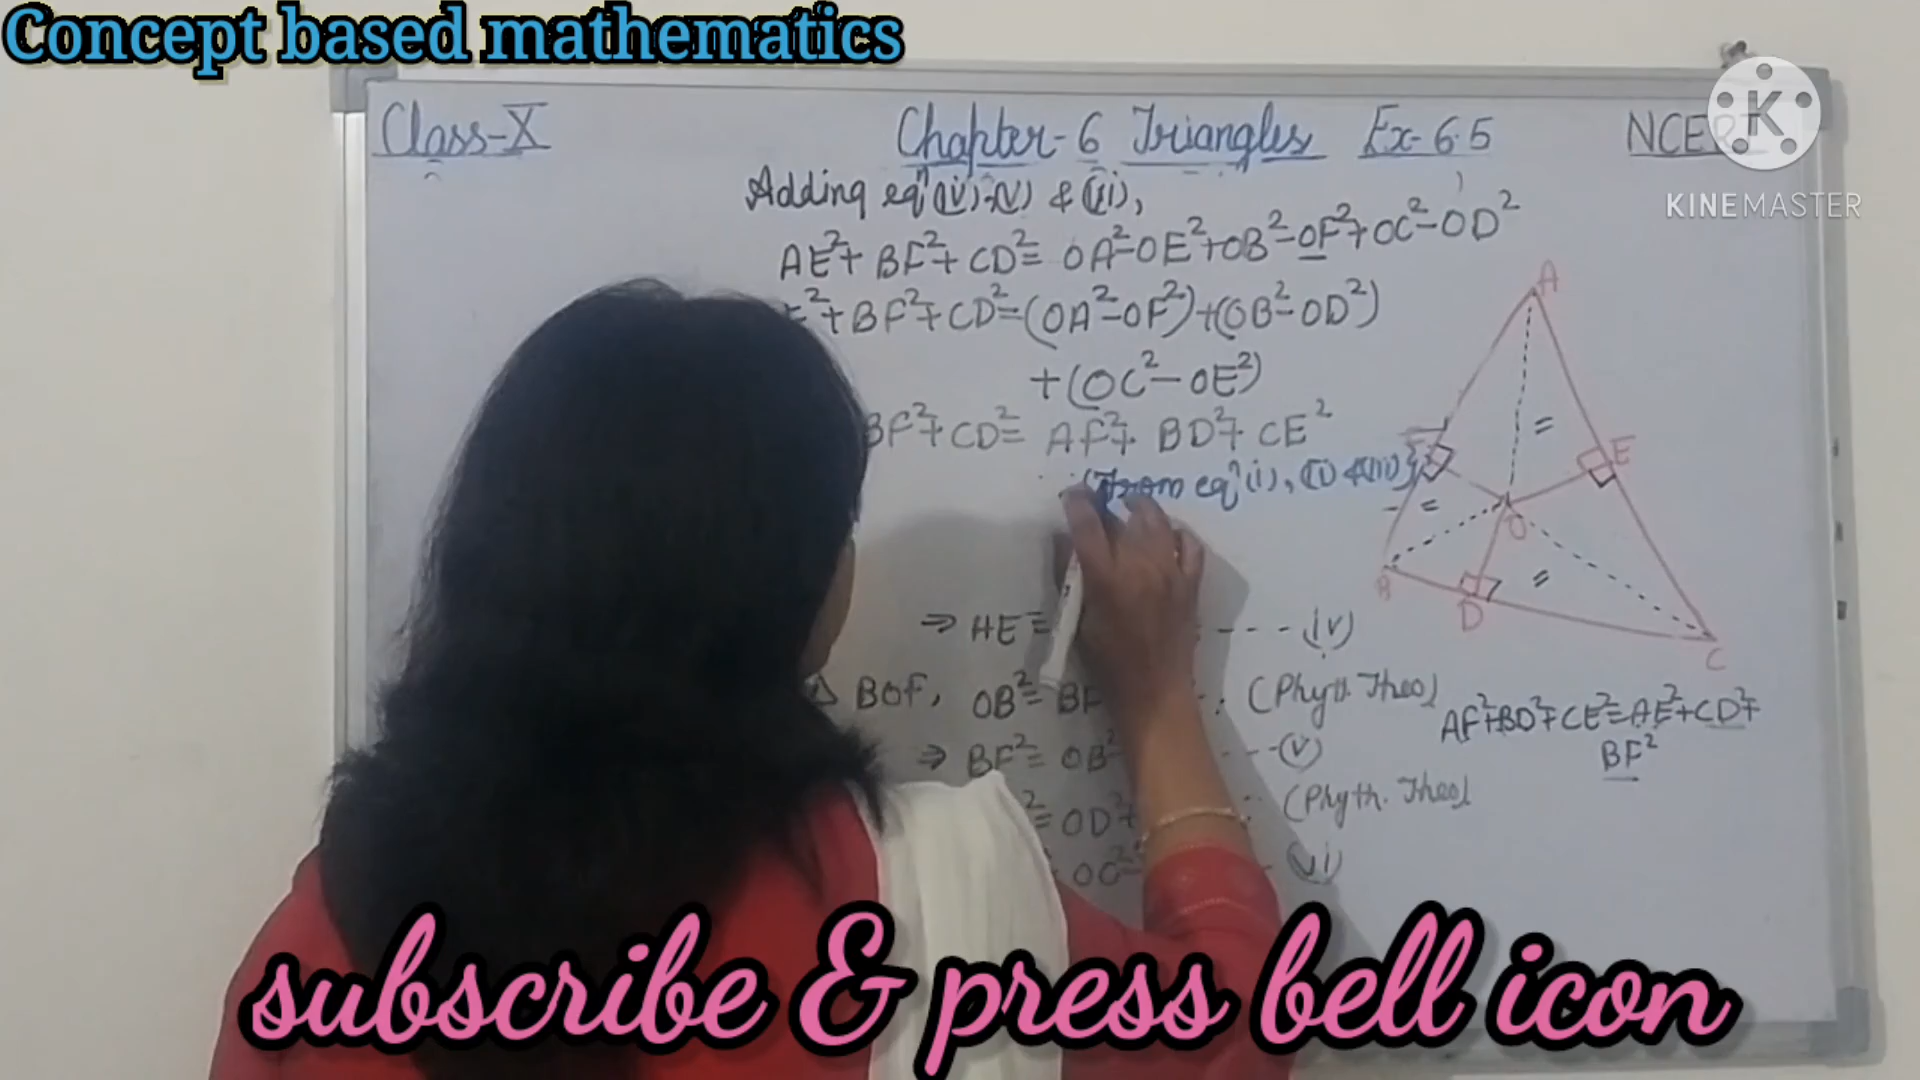 Concept based mathematics
KINEMASTER
Class-X Chapter-6 Triangles Ex-6.5
Adding eqⁿ (iv), (v) & (vi),
AE²+ BF²+ CD²= OA²-OE²+OB²-OF²+OC²-OD²
²+BF²+CD²=(OA²-OF²)+(OB²-OD²)
+(OC²-OE²)
BF²+CD²= AF²+ BD²+ CE²
(From eqⁿ(i), (ii) &(iii)}
A
F
E
O
B
D
C
⇒ AE²= ---- (iv)
△ BOF, OB²= BF (Phyth. Theo)
⇒ BF²= OB² ---(v)
²= OD²+ (Phyth. Theo)
OC²- - (vi)
AF²+BD²+CE²=AE²+CD²+
BF²
subscribe & press bell icon